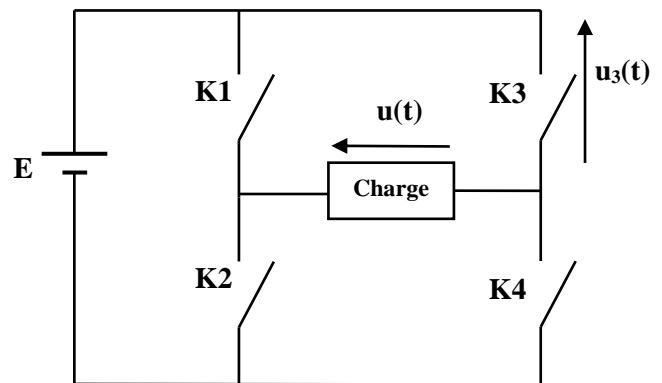 K1
K3
u₃(t)
u(t)
E
Charge
K2
K4